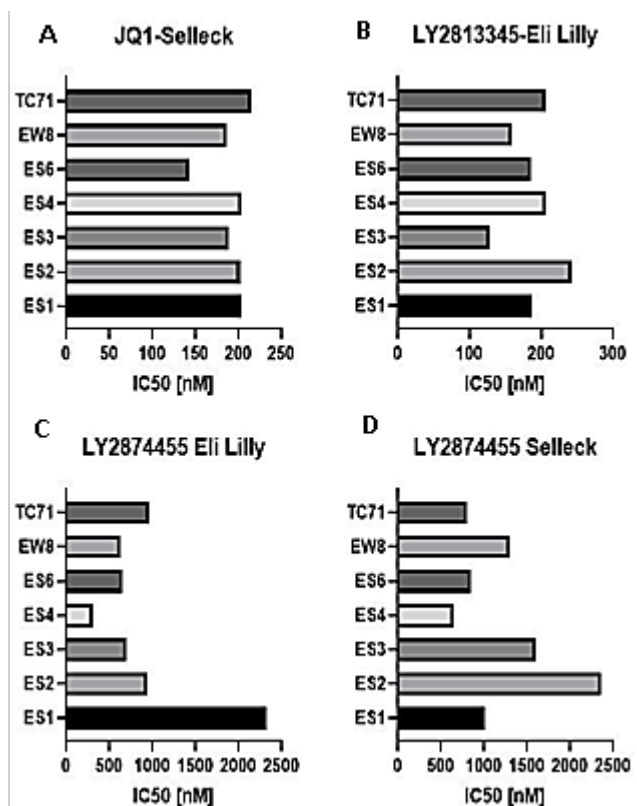 A
JQ1-Selleck
TC71
EW8
ES6
ES4
ES3
ES2
ES1
0 50 100 150 200 250
IC50 [nM]
B
LY2813345-Eli Lilly
TC71
EW8
ES6
ES4
ES3
ES2
ES1
0 100 200 300
IC50 [nM]
C
LY2874455 Eli Lilly
TC71
EW8
ES6
ES4
ES3
ES2
ES1
0 500 1000 1500 2000 2500
IC50 [nM]
D
LY2874455 Selleck
TC71
EW8
ES6
ES4
ES3
ES2
ES1
0 500 1000 1500 2000 2500
IC50 [nM]